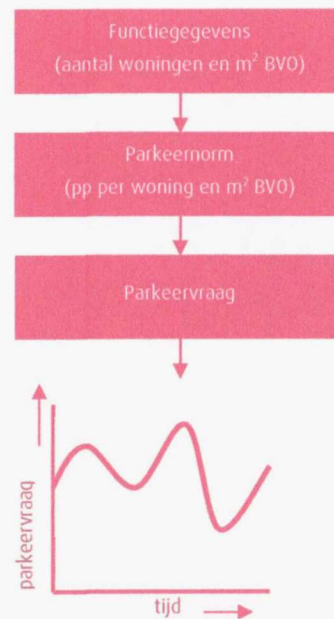 Functiegegevens
(aantal woningen en m² BVO)
Parkeernorm
(pp per woning en m² BVO)
Parkeervraag
parkeervraag
tijd